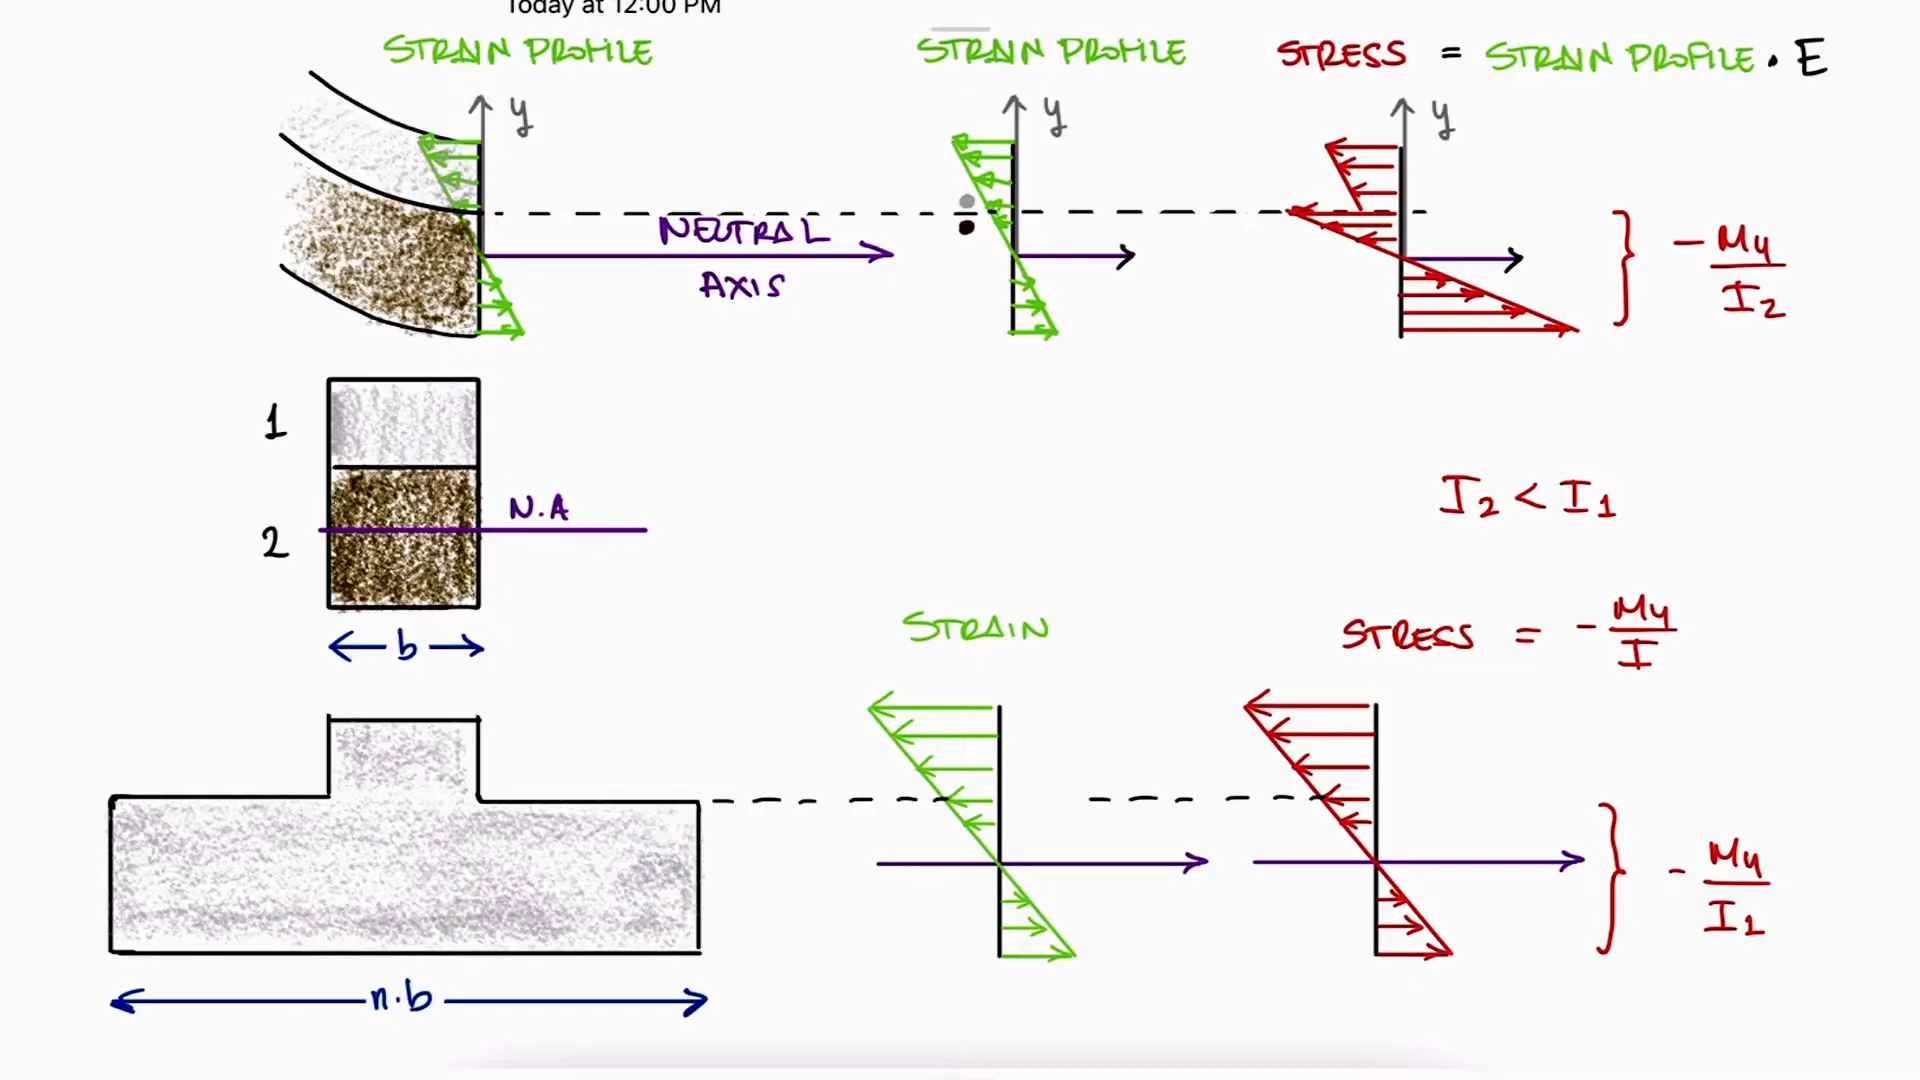 Today at 12:00 PM
STRAIN PROFILE
STRAIN PROFILE
STRESS = STRAIN PROFILE · E
y
y
y
NEUTRAL
AXIS
- My
I2
1
2
N.A
b
I2 < I1
STRAIN
STRESS = - My
I
- My
I1
n·b